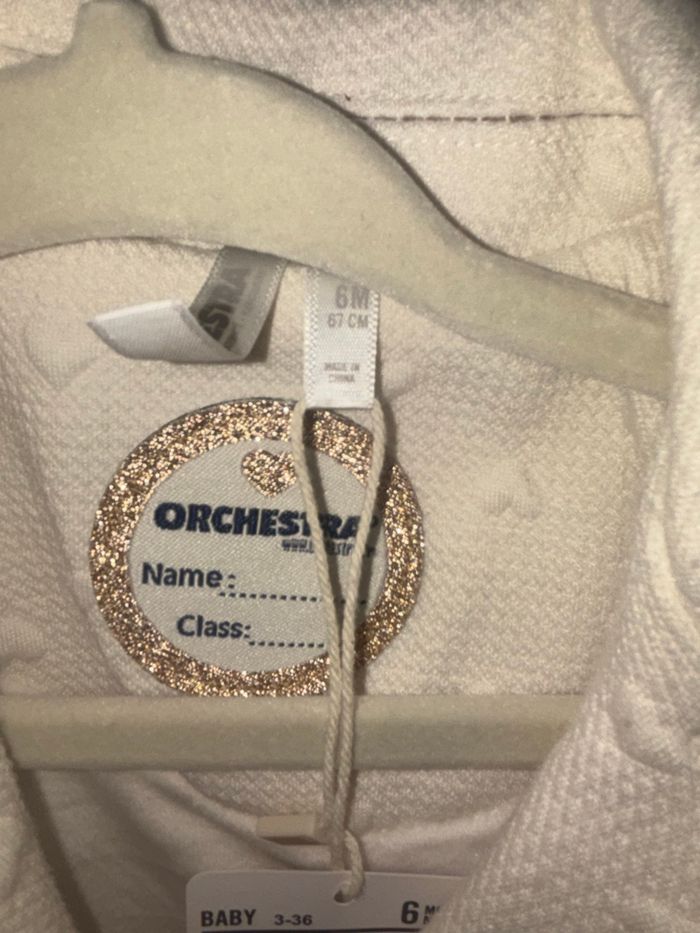 6M
67 CM
MADE IN
CHINA
ORCHESTRA
Name:
Class:
BABY 3-36 6